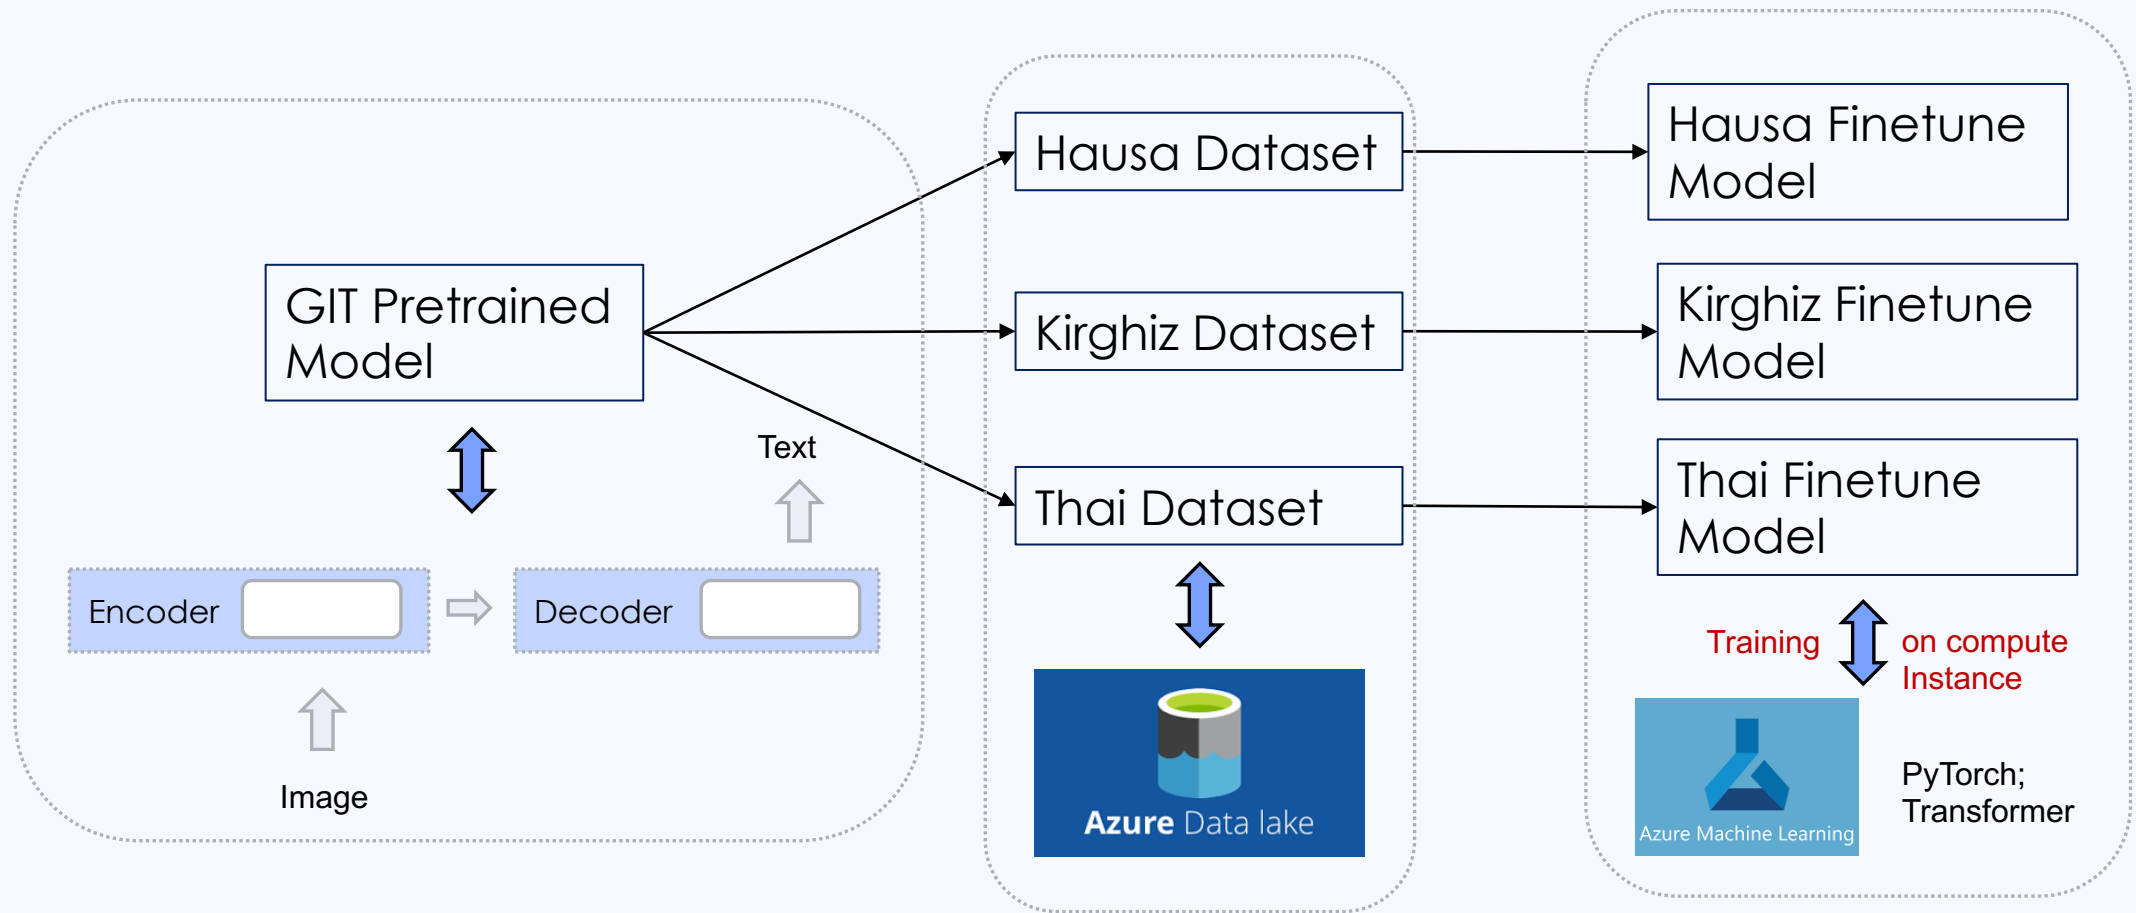 GIT Pretrained
Model
Text
Encoder
Decoder
Image
Hausa Dataset
Kirghiz Dataset
Thai Dataset
Azure Data lake
Hausa Finetune
Model
Kirghiz Finetune
Model
Thai Finetune
Model
Training
on compute
Instance
Azure Machine Learning
PyTorch;
Transformer